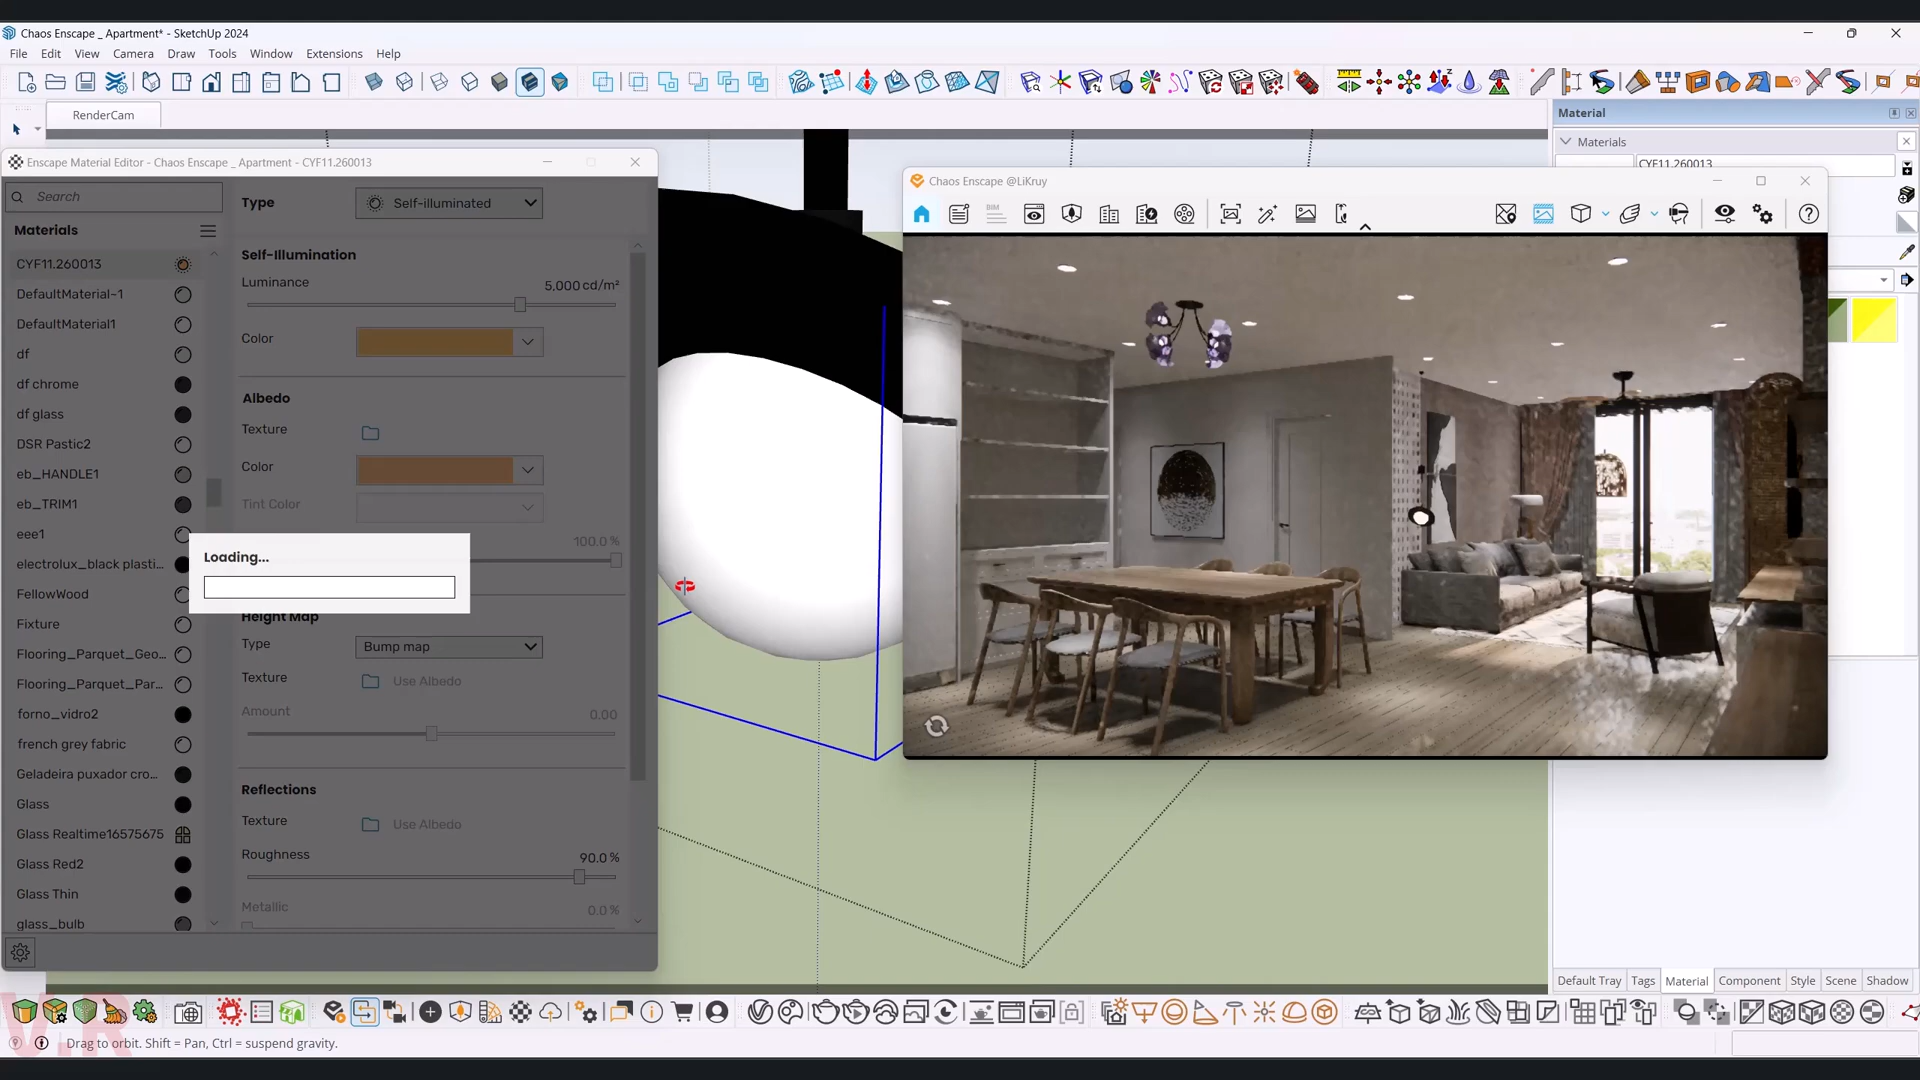 Chaos Enscape _ Apartment* - SketchUp 2024
File Edit View Camera Draw Tools Window Extensions Help
RenderCam
Material
Materials
CYF11.260013
Enscape Material Editor - Chaos Enscape _ Apartment - CYF11.260013
Search
Materials
CYF11.260013
DefaultMaterial~1
DefaultMaterial1
df
df chrome
df glass
DSR Pastic2
eb_HANDLE1
eb_TRIM1
eee1
electrolux_black plasti...
FellowWood
Fixture
Flooring_Parquet_Geo...
Flooring_Parquet_Par...
forno_vidro2
french grey fabric
Geladeira puxador cro...
Glass
Glass Realtime16575675
Glass Red2
Glass Thin
glass_bulb
Type
Self-illuminated
Self-Illumination
Luminance
5,000 cd/m²
Color
Albedo
Texture
Color
Tint Color
100.0 %
Loading...
Height Map
Type
Bump map
Texture
Use Albedo
Amount
0.00
Reflections
Texture
Use Albedo
Roughness
90.0 %
Metallic
0.0 %
Chaos Enscape @LiKruy
BIM
Default Tray Tags Material Component Style Scene Shadow
V.R
Drag to orbit. Shift = Pan, Ctrl = suspend gravity.